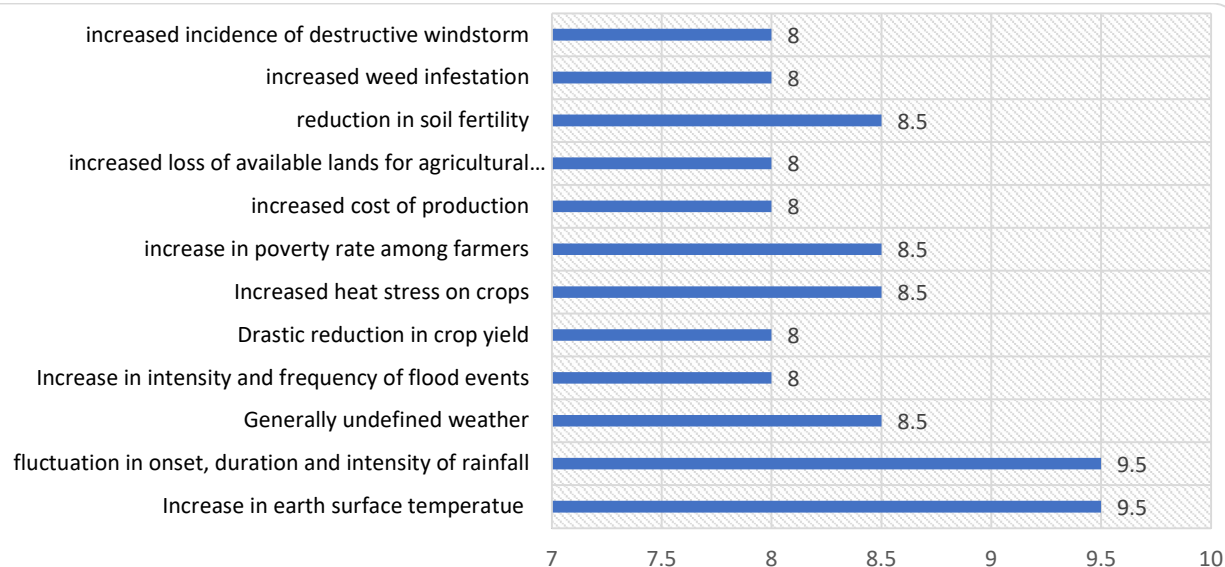 increased incidence of destructive windstorm 8
increased weed infestation 8
reduction in soil fertility 8.5
increased loss of available lands for agricultural... 8
increased cost of production 8
increase in poverty rate among farmers 8.5
Increased heat stress on crops 8.5
Drastic reduction in crop yield 8
Increase in intensity and frequency of flood events 8
Generally undefined weather 8.5
fluctuation in onset, duration and intensity of rainfall 9.5
Increase in earth surface temperatue 9.5
7 7.5 8 8.5 9 9.5 10